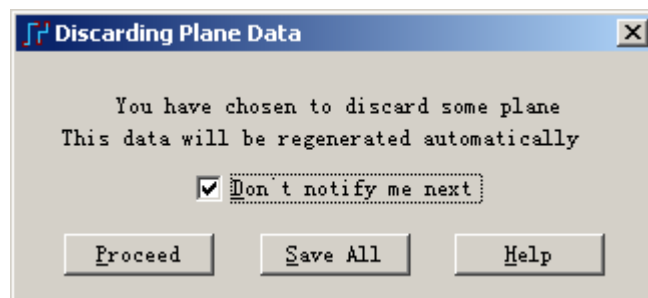 Discarding Plane Data
You have chosen to discard some plane
This data will be regenerated automatically
Don't notify me next
Proceed Save All Help